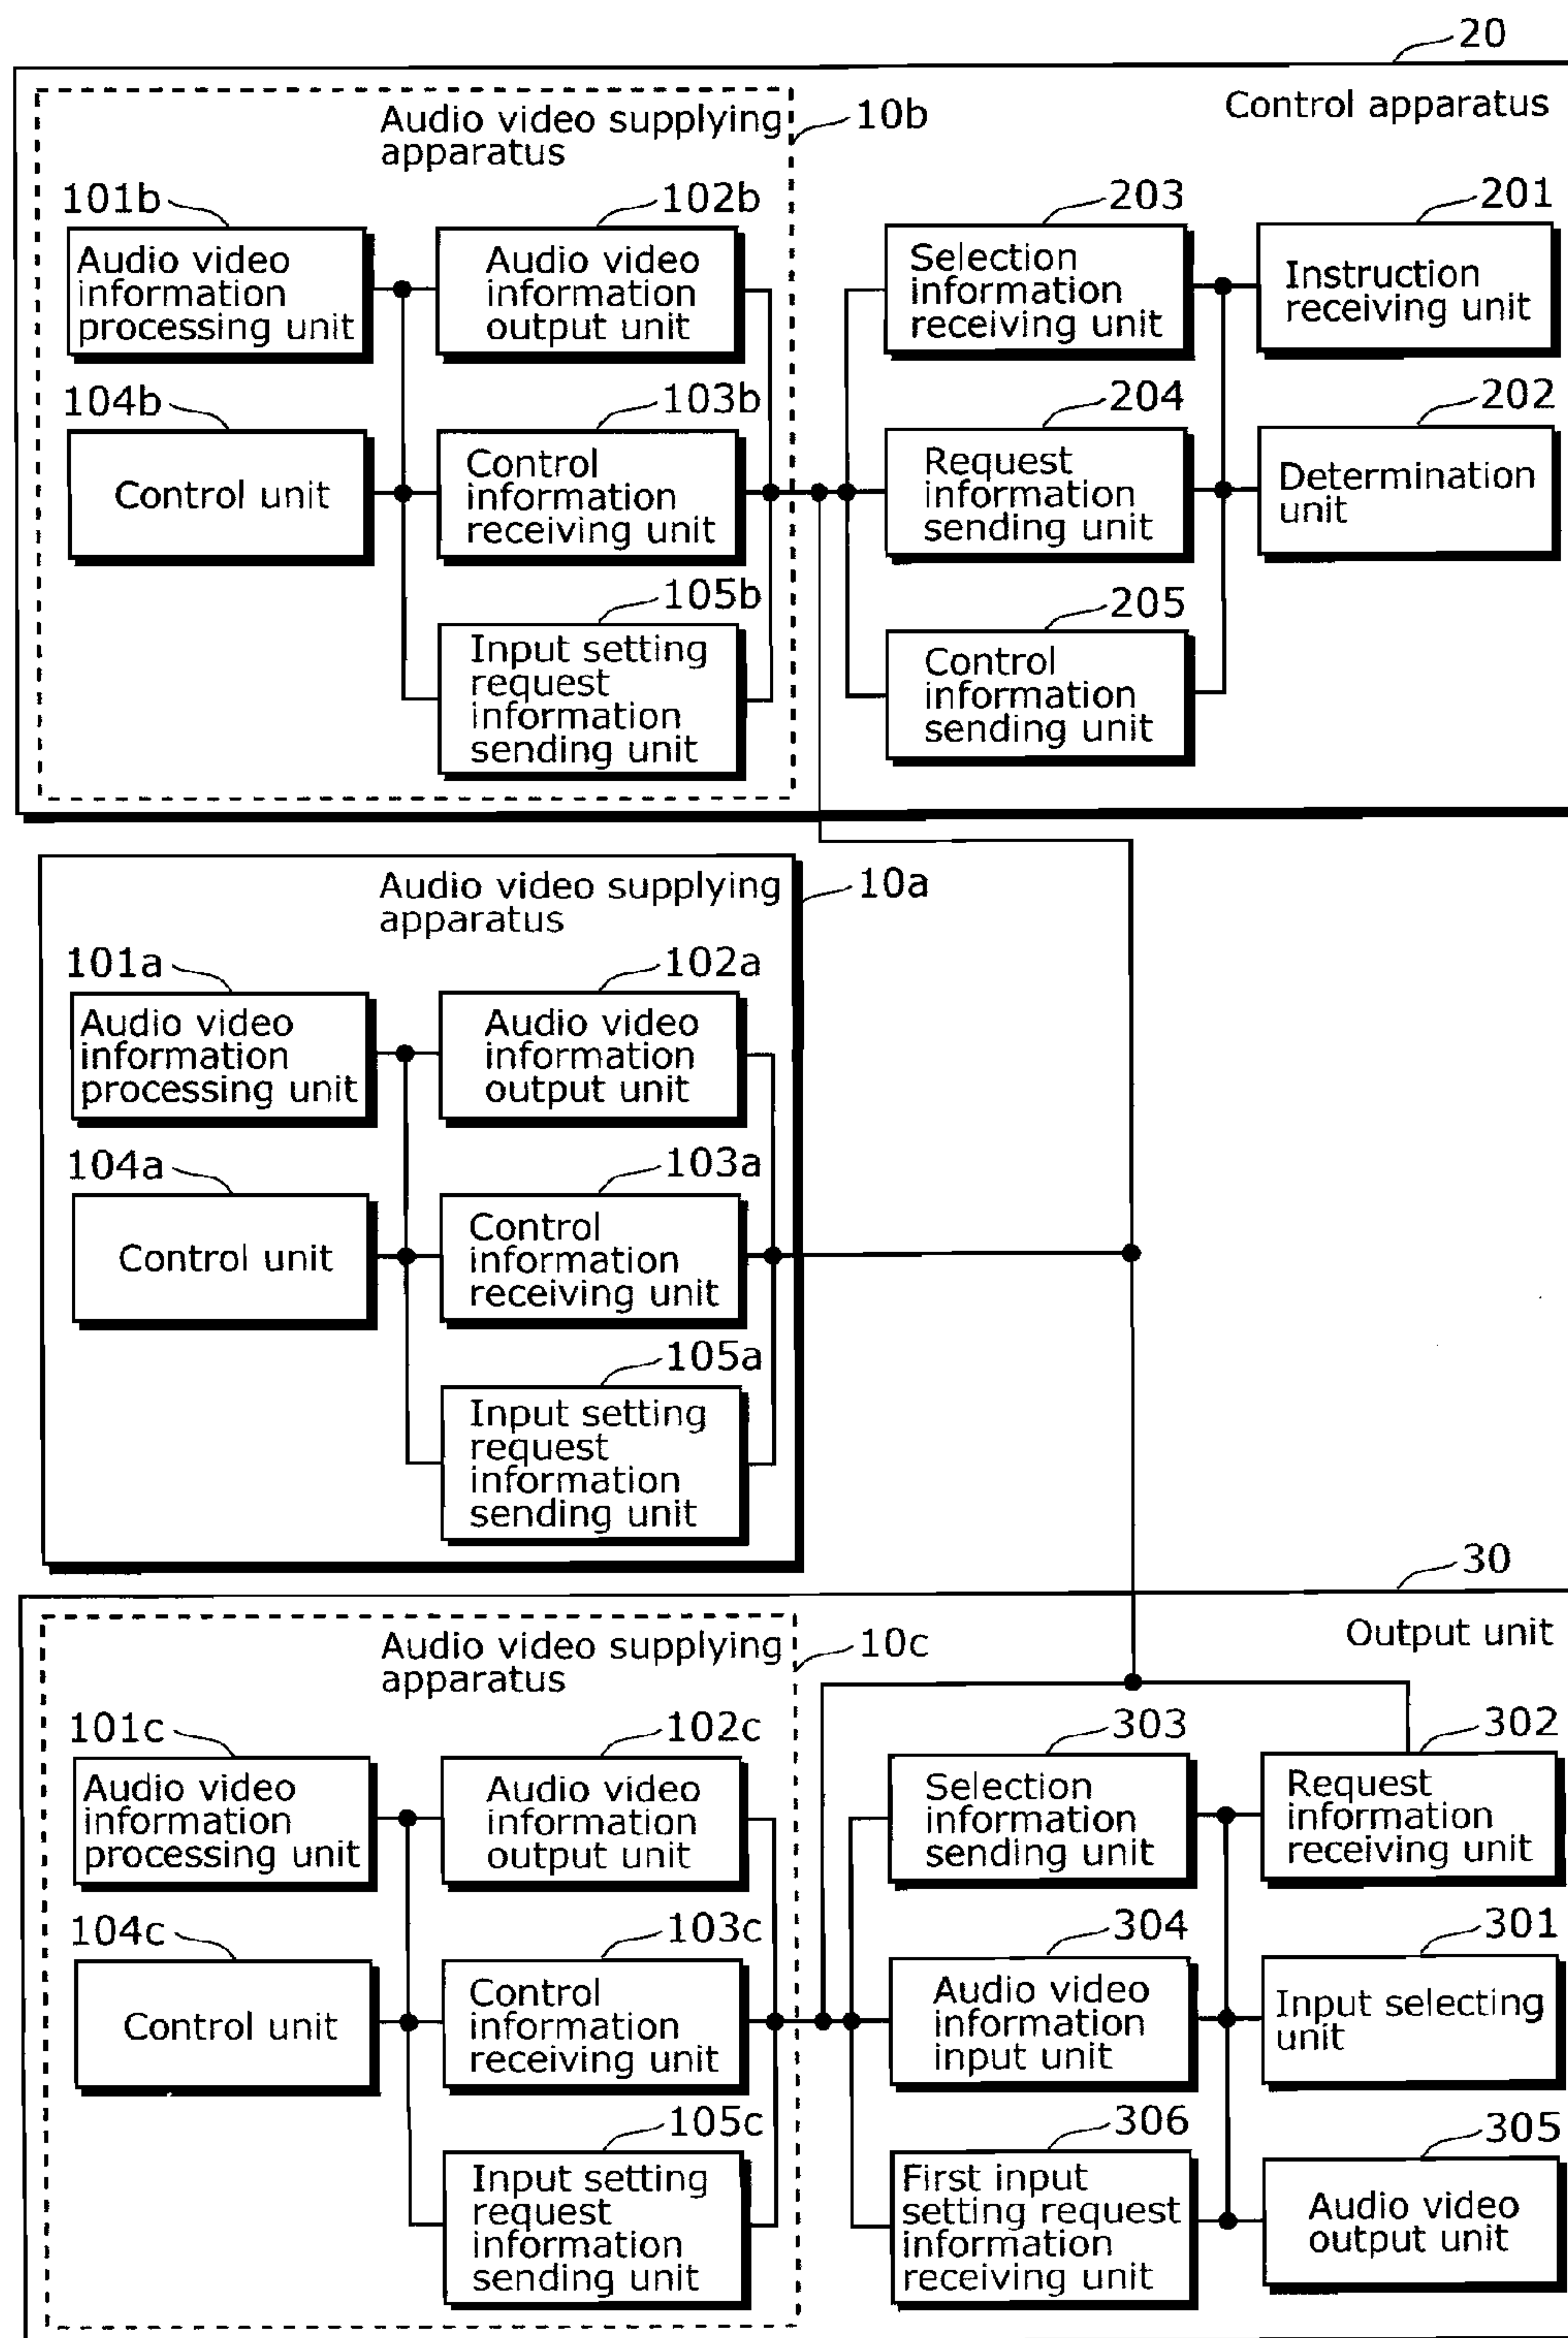 20
Control apparatus
Audio video supplying
apparatus
10b
101b
Audio video
information
processing unit
102b
Audio video
information
output unit
203
Selection
information
receiving unit
201
Instruction
receiving unit
104b
Control unit
103b
Control
information
receiving unit
204
Request
information
sending unit
202
Determination
unit
105b
Input setting
request
information
sending unit
205
Control
information
sending unit
Audio video supplying
apparatus
10a
101a
Audio video
information
processing unit
102a
Audio video
information
output unit
104a
Control unit
103a
Control
information
receiving unit
105a
Input setting
request
information
sending unit
30
Output unit
Audio video supplying
apparatus
10c
101c
Audio video
information
processing unit
102c
Audio video
information
output unit
303
Selection
information
sending unit
302
Request
information
receiving unit
104c
Control unit
103c
Control
information
receiving unit
304
Audio video
information
input unit
301
Input selecting
unit
105c
Input setting
request
information
sending unit
306
First input
setting request
information
receiving unit
305
Audio video
output unit